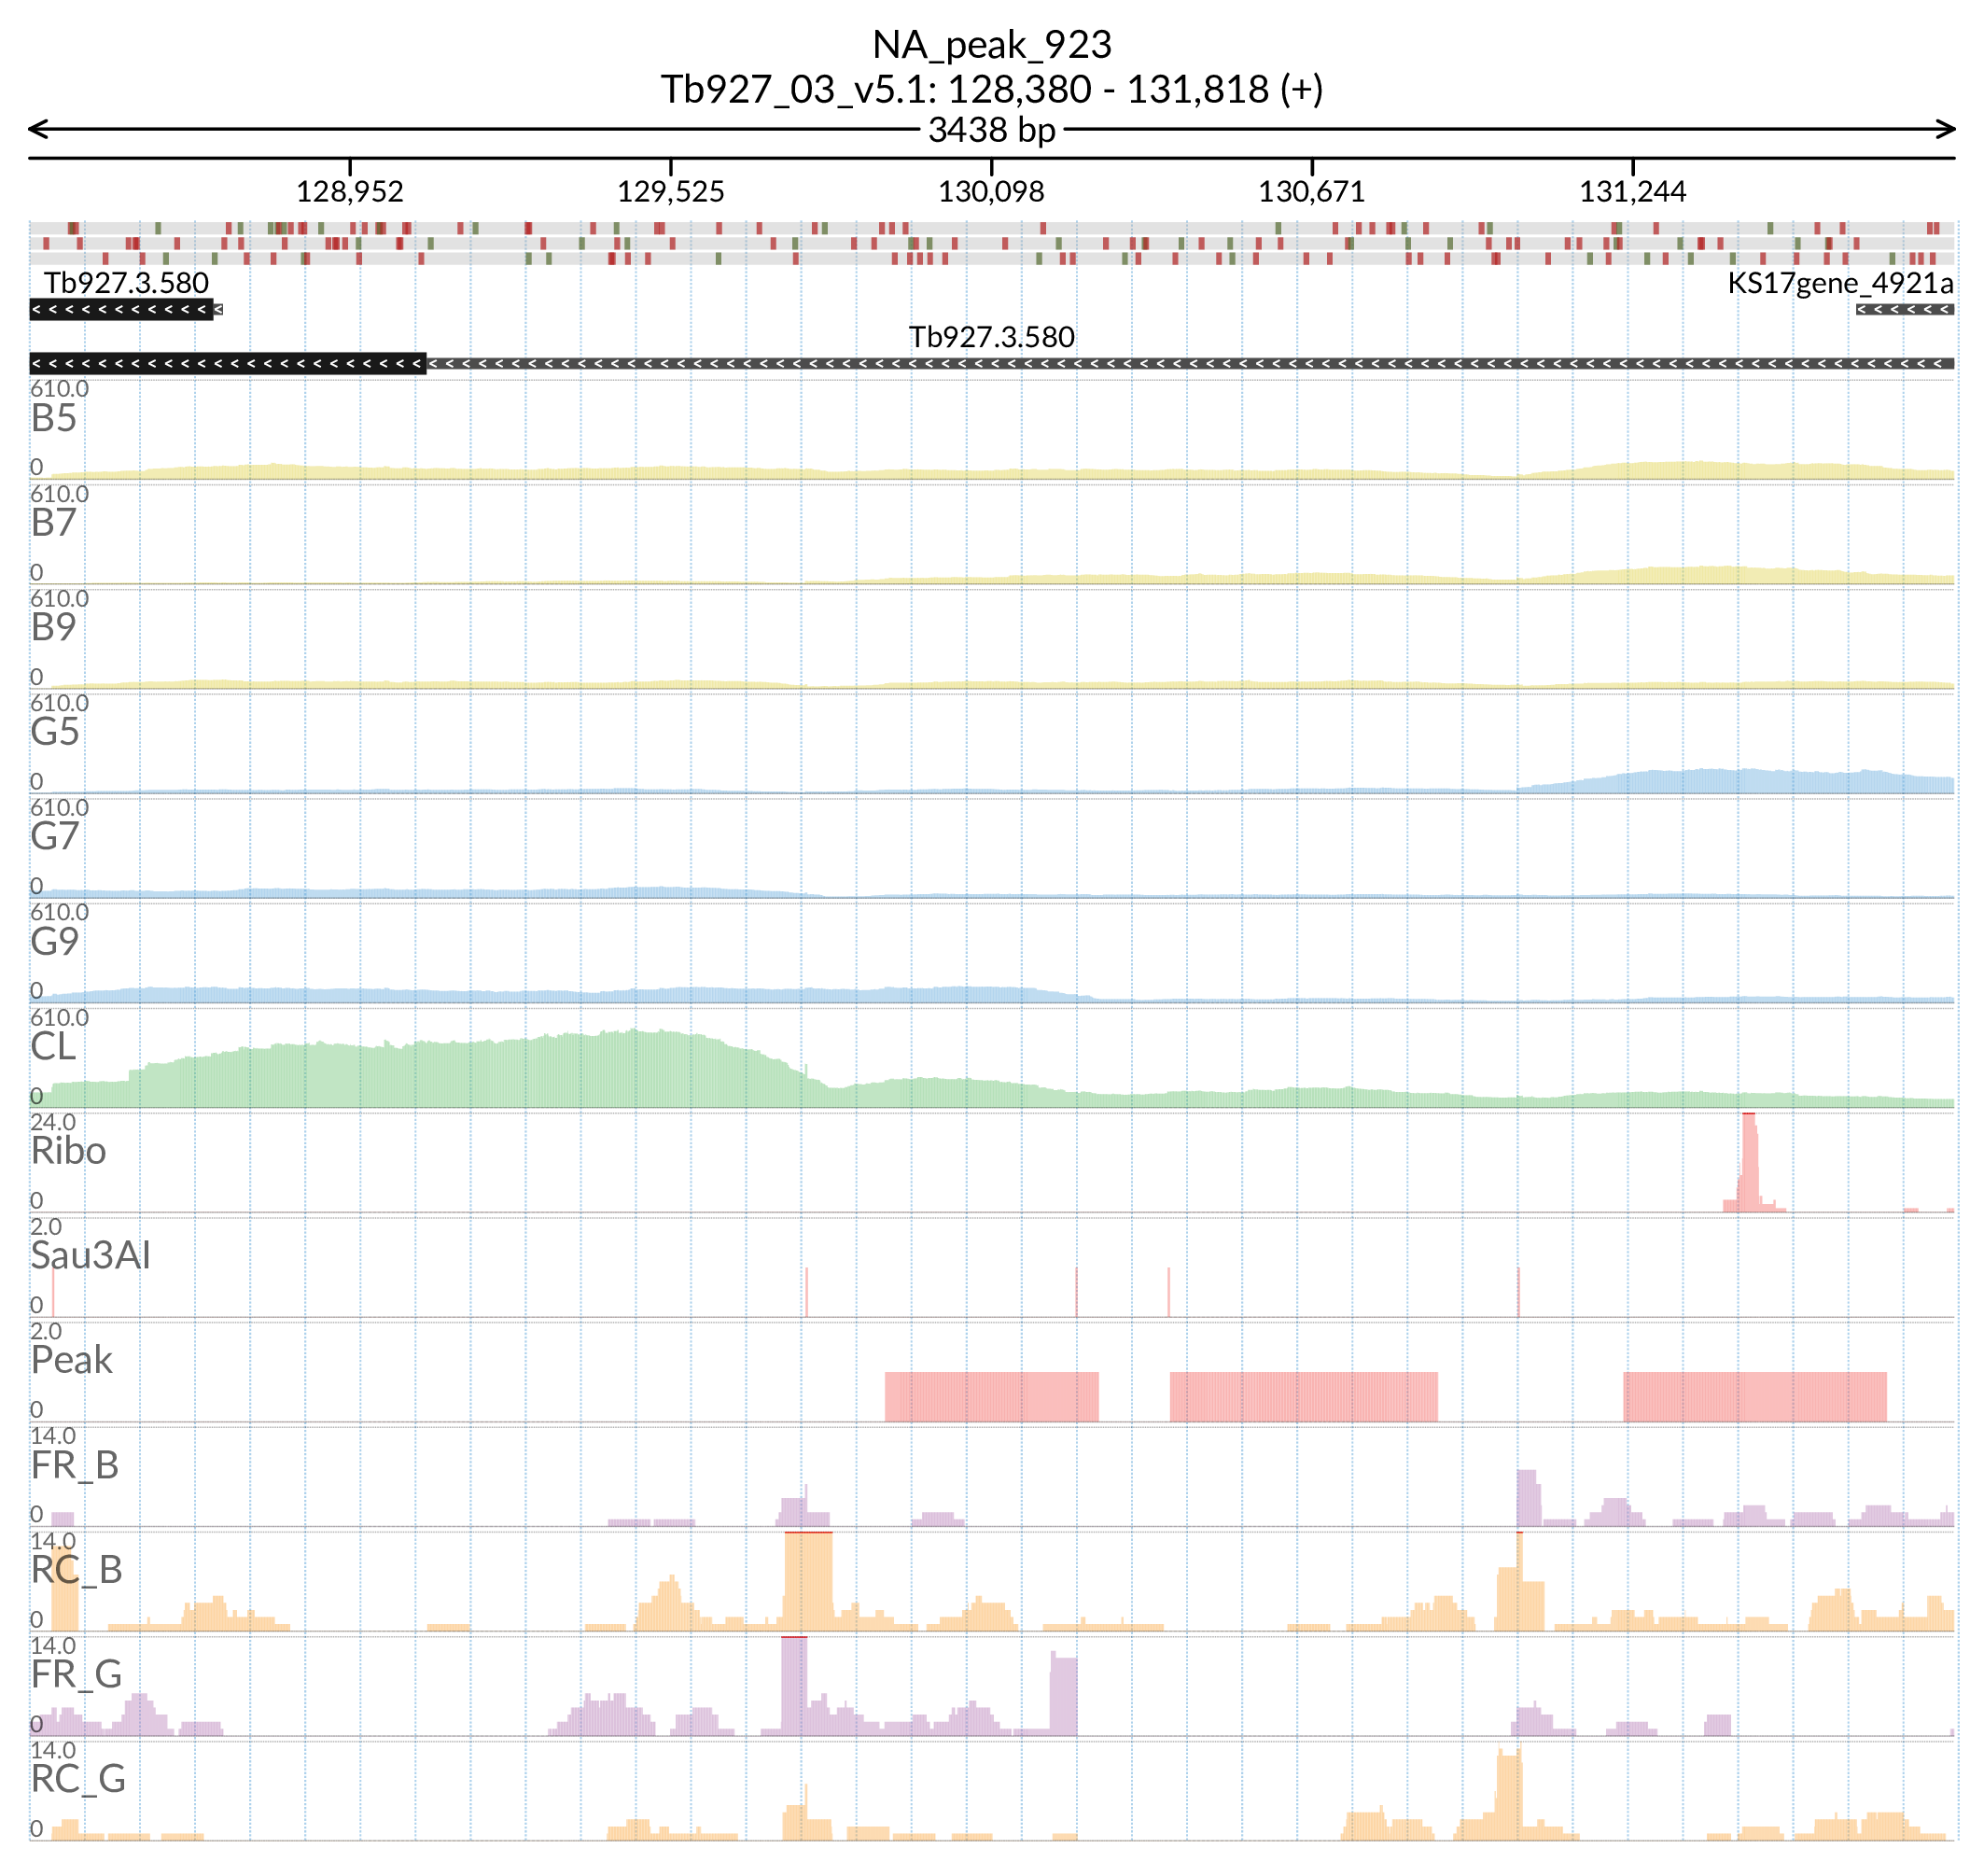 NA_peak_923
Tb927_03_v5.1: 128,380 - 131,818 (+)
3438 bp
128,952 129,525 130,098 130,671 131,244
Tb927.3.580 KS17gene_4921a
Tb927.3.580
610.0
B5
0
610.0
B7
0
610.0
B9
0
610.0
G5
0
610.0
G7
0
610.0
G9
0
610.0
CL
0
24.0
Ribo
0
2.0
Sau3AI
0
2.0
Peak
0
14.0
FR_B
0
14.0
RC_B
0
14.0
FR_G
0
14.0
RC_G
0